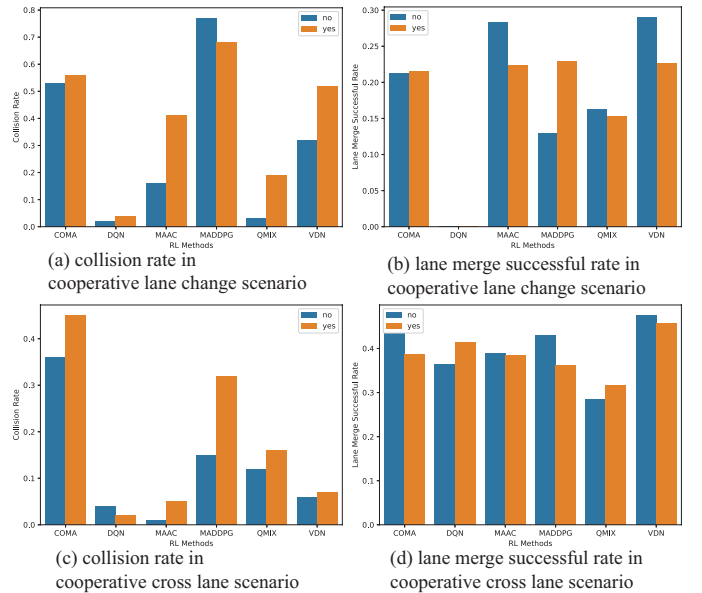 0.8
0.7
0.6
0.5
0.4
0.3
0.2
0.1
0.0
Collision Rate
no
yes
COMA DQN MAAC MADDPG QMIX VDN
RL Methods
(a) collision rate in
cooperative lane change scenario
0.30
0.25
0.20
0.15
0.10
0.05
0.00
Lane Merge Successful Rate
no
yes
COMA DQN MAAC MADDPG QMIX VDN
RL Methods
(b) lane merge successful rate in
cooperative lane change scenario
0.4
0.3
0.2
0.1
0.0
Collision Rate
no
yes
COMA DQN MAAC MADDPG QMIX VDN
RL Methods
(c) collision rate in
cooperative cross lane scenario
0.4
0.3
0.2
0.1
0.0
Lane Merge Successful Rate
no
yes
COMA DQN MAAC MADDPG QMIX VDN
RL Methods
(d) lane merge successful rate in
cooperative cross lane scenario